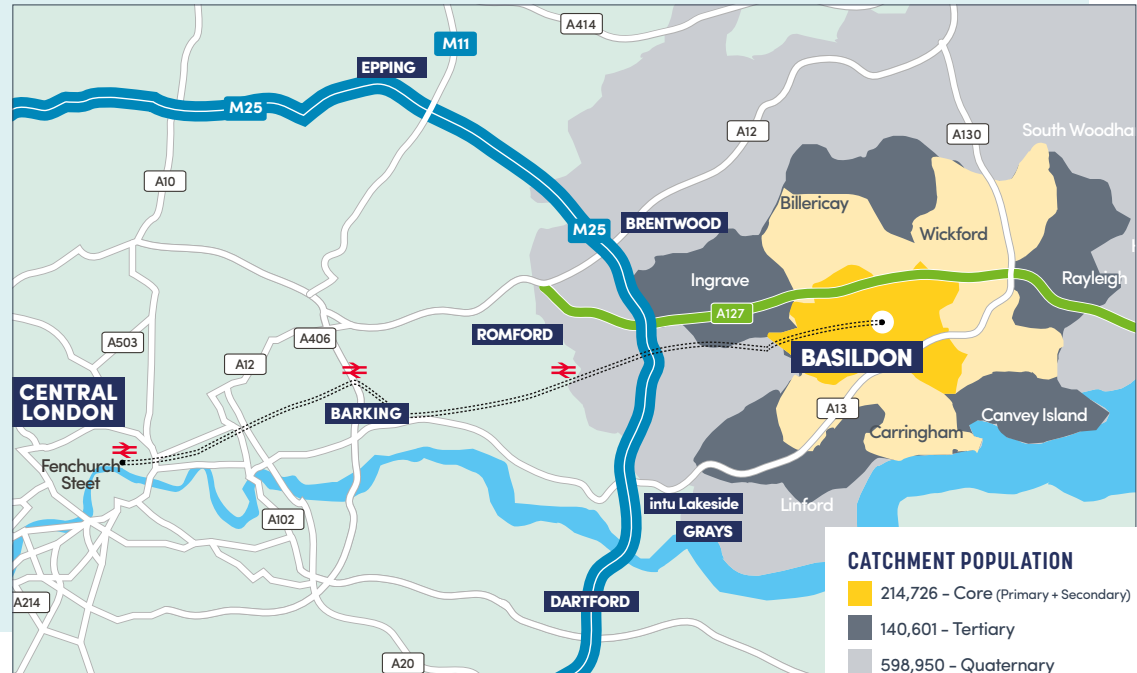 A414
M11
EPPING
M25
A12
A130
South Woodha
A10
Billericay
BRENTWOOD
M25
Wickford
Ingrave
Rayleigh
A127
ROMFORD
A503
A406
A12
BASILDON
CENTRAL
LONDON
BARKING
A13
Canvey Island
Carringham
Fenchurch
Steet
intu Lakeside
Linford
A102
GRAYS
CATCHMENT POPULATION
214,726 – Core (Primary + Secondary)
A214
DARTFORD
140,601 – Tertiary
A20
598,950 – Quaternary